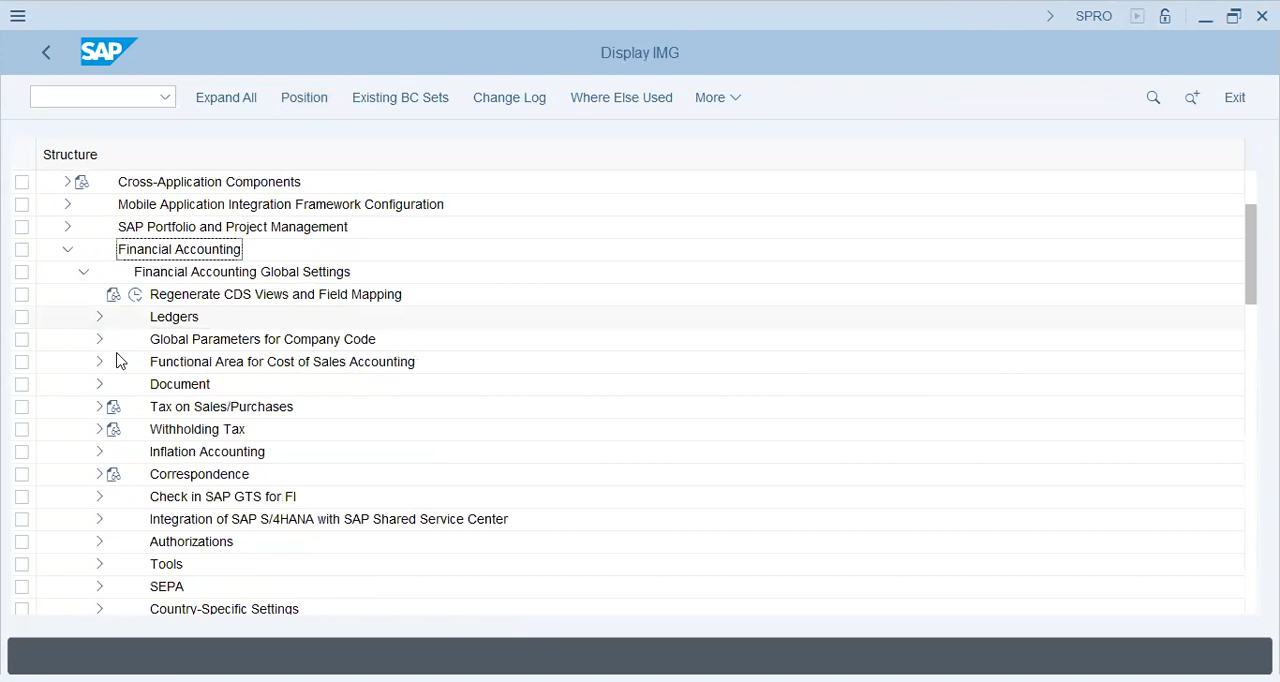 SPRO
SAP
Display IMG
Expand All Position Existing BC Sets Change Log Where Else Used More Exit
Structure
Cross-Application Components
Mobile Application Integration Framework Configuration
SAP Portfolio and Project Management
Financial Accounting
Financial Accounting Global Settings
Regenerate CDS Views and Field Mapping
Ledgers
Global Parameters for Company Code
Functional Area for Cost of Sales Accounting
Document
Tax on Sales/Purchases
Withholding Tax
Inflation Accounting
Correspondence
Check in SAP GTS for FI
Integration of SAP S/4HANA with SAP Shared Service Center
Authorizations
Tools
SEPA
Country-Specific Settings